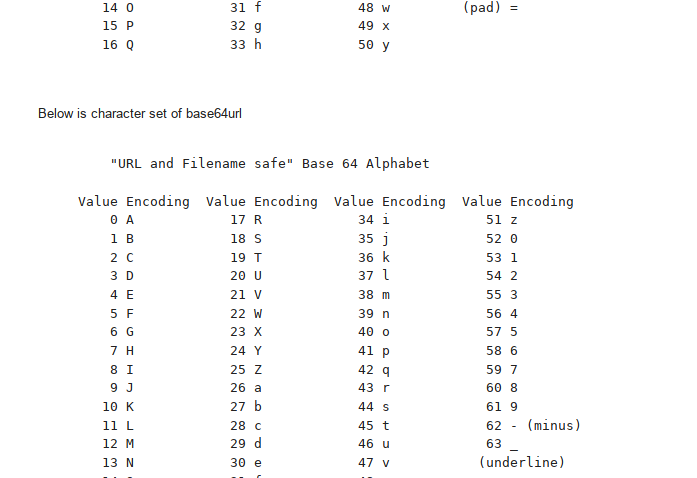 14 O 31 f 48 w (pad) =
15 P 32 g 49 x
16 Q 33 h 50 y
Below is character set of base64url
"URL and Filename safe" Base 64 Alphabet
Value Encoding Value Encoding Value Encoding Value Encoding
0 A 17 R 34 i 51 z
1 B 18 S 35 j 52 0
2 C 19 T 36 k 53 1
3 D 20 U 37 l 54 2
4 E 21 V 38 m 55 3
5 F 22 W 39 n 56 4
6 G 23 X 40 o 57 5
7 H 24 Y 41 p 58 6
8 I 25 Z 42 q 59 7
9 J 26 a 43 r 60 8
10 K 27 b 44 s 61 9
11 L 28 c 45 t 62 - (minus)
12 M 29 d 46 u 63 _
13 N 30 e 47 v (underline)